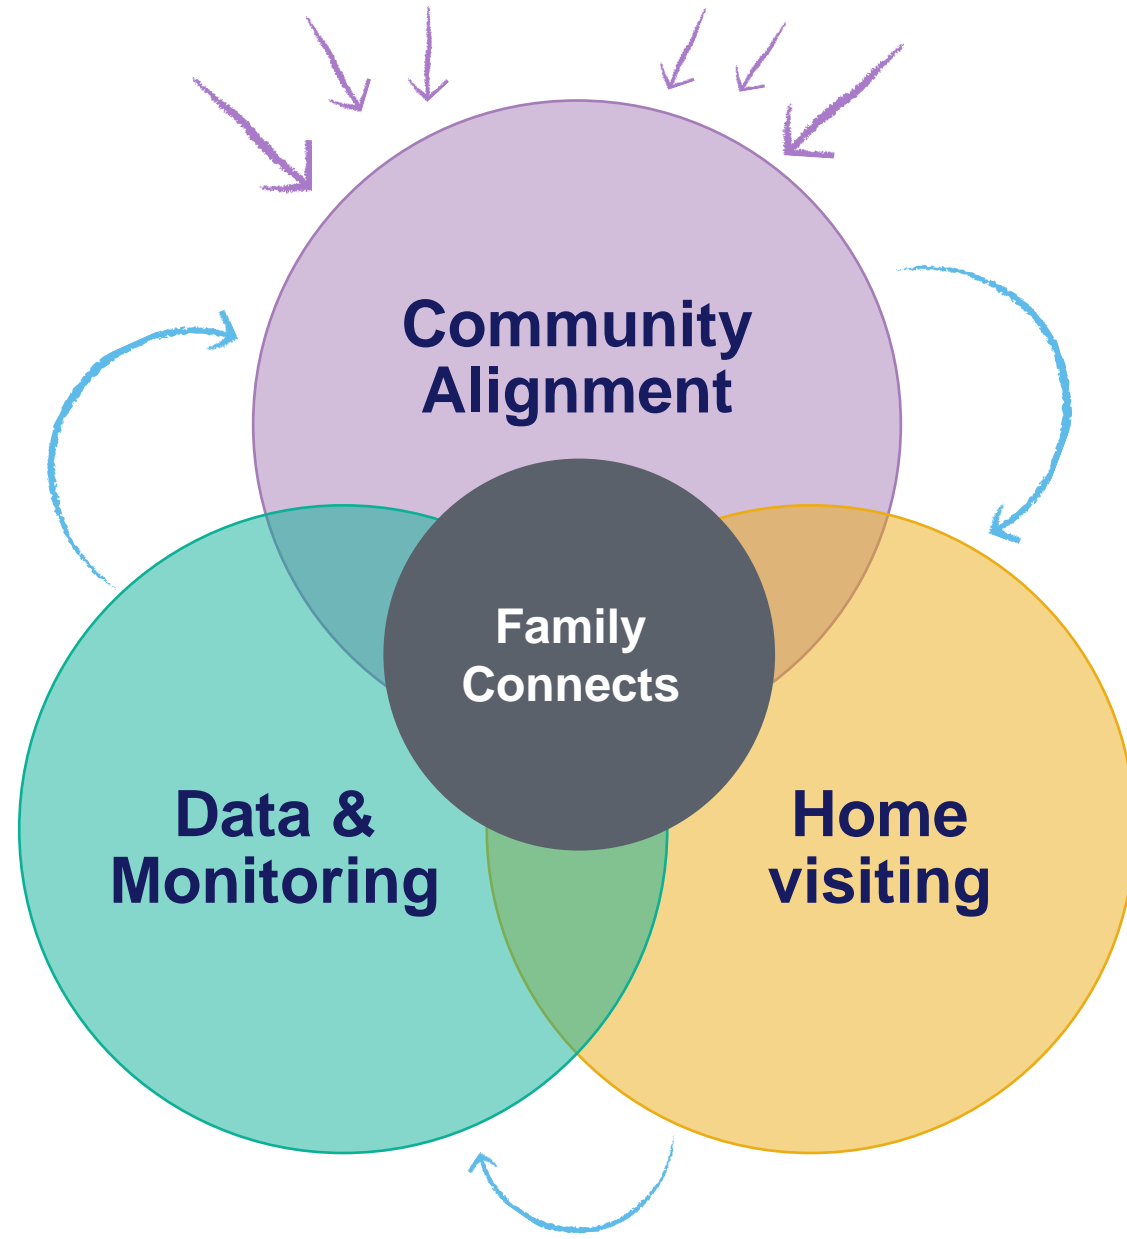 Community
Alignment
Family
Connects
Data &
Monitoring
Home
visiting